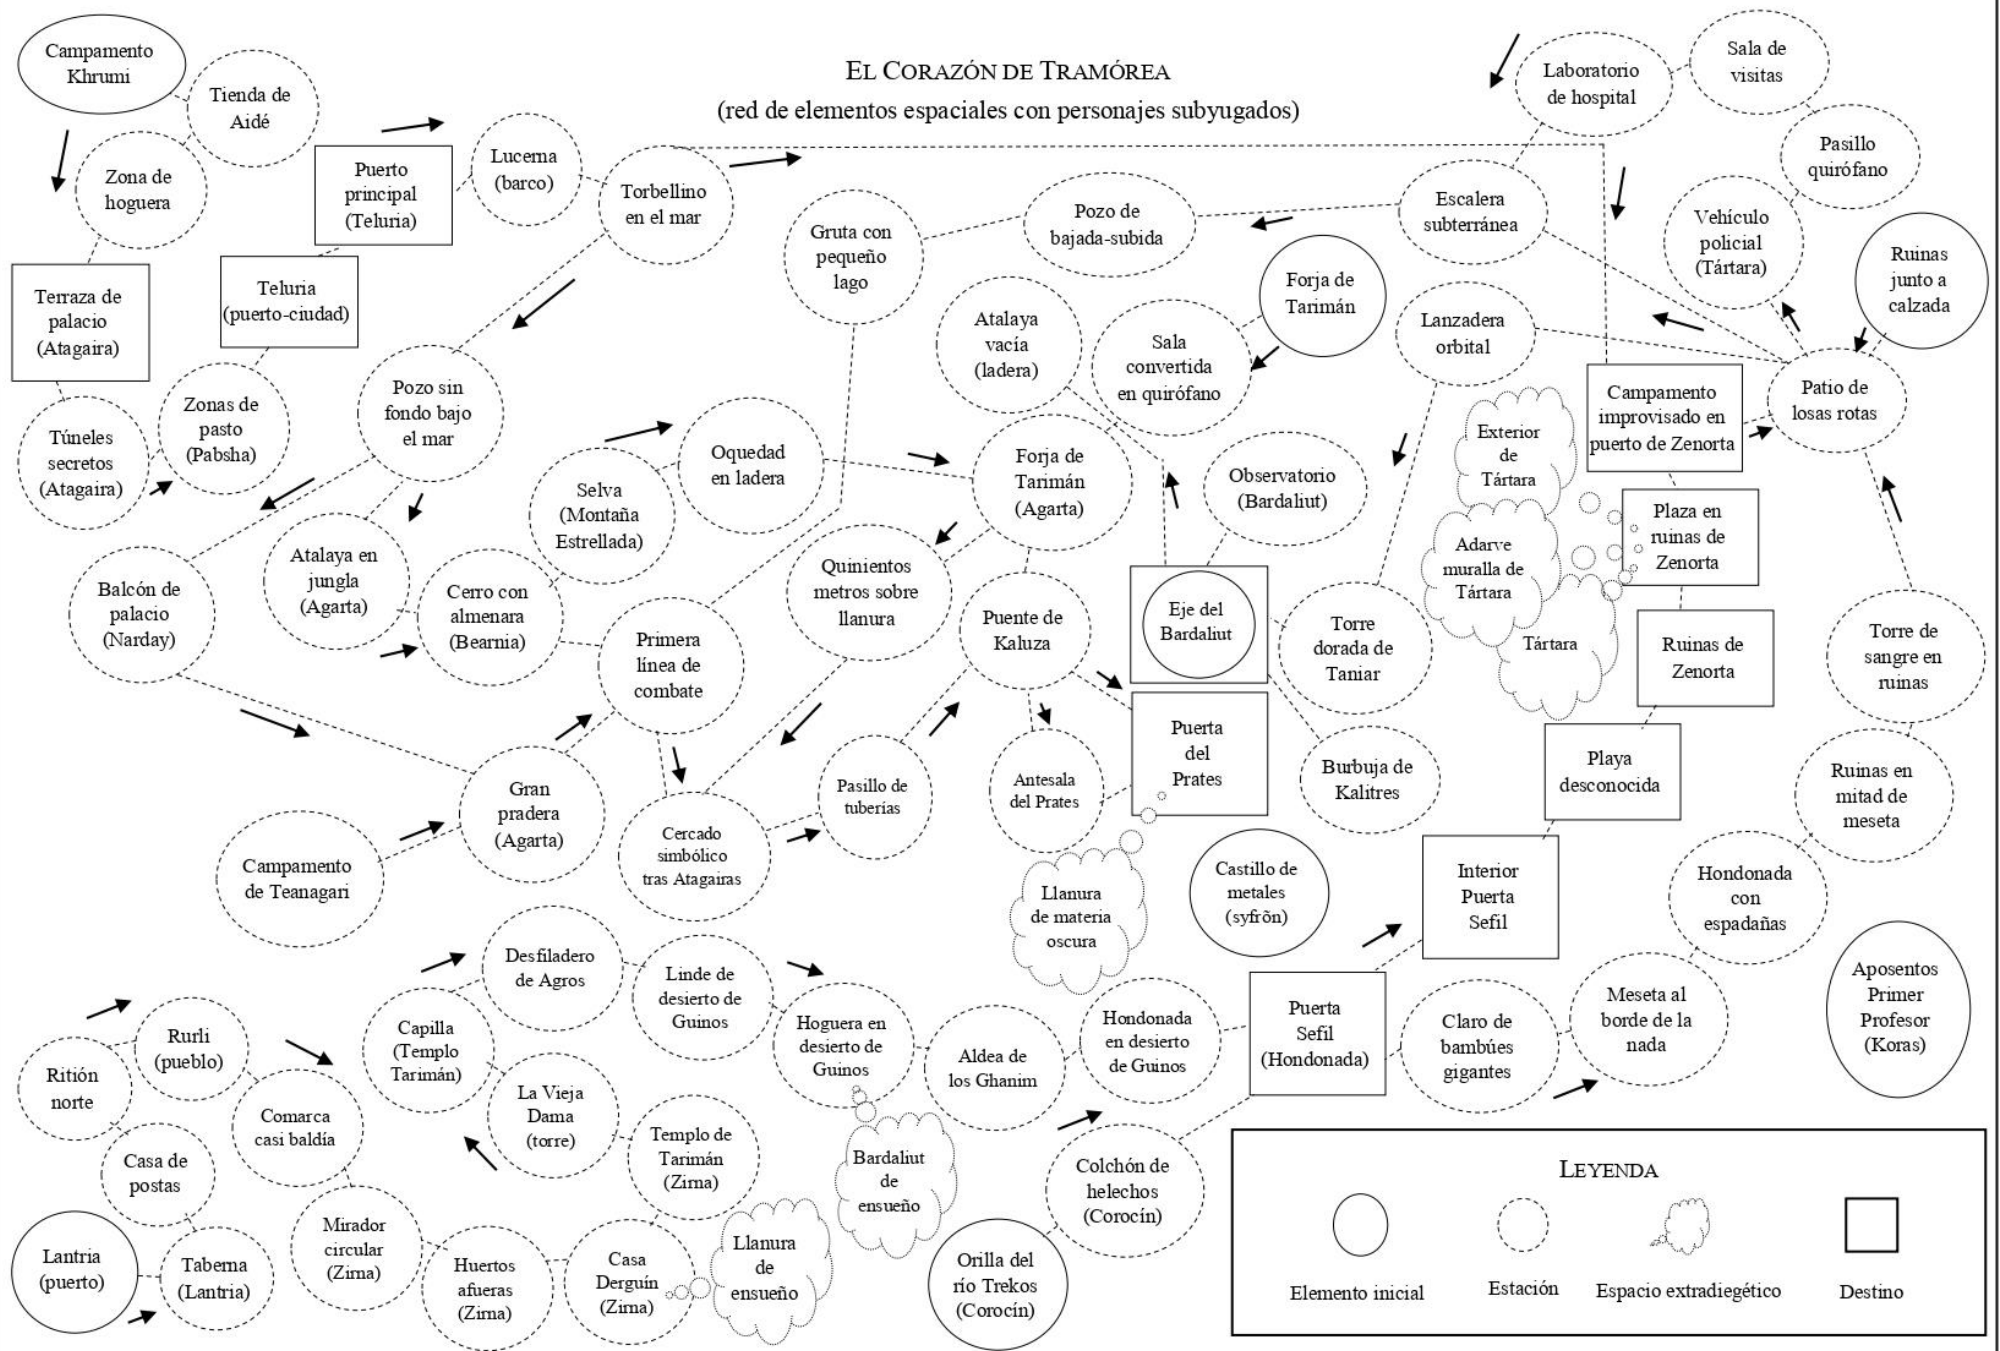 EL CORAZÓN DE TRAMÓREA
(red de elementos espaciales con personajes subyugados)
Campamento
Khrumi
Tienda de
Aidé
Zona de
hoguera
Puerto
principal
(Teluria)
Lucerna
(barco)
Torbellino
en el mar
Terraza de
palacio
(Atagaira)
Teluria
(puerto-ciudad)
Túneles
secretos
(Atagaira)
Zonas de
pasto
(Pabsha)
Pozo sin
fondo bajo
el mar
Gruta con
pequeño
lago
Pozo de
bajada-subida
Escalera
subterránea
Laboratorio
de hospital
Sala de
visitas
Pasillo
quirófano
Vehículo
policial
(Tártara)
Ruinas
junto a
calzada
Forja de
Tarimán
Atalaya
vacía
(ladera)
Sala
convertida
en quirófano
Lanzadera
orbital
Campamento
improvisado en
puerto de Zenorta
Patio de
losas rotas
Oquedad
en ladera
Selva
(Montaña
Estrellada)
Forja de
Tarimán
(Agarta)
Observatorio
(Bardaliut)
Exterior
de
Tártara
Adarve
muralla de
Tártara
Tártara
Plaza en
ruinas de
Zenorta
Balcón de
palacio
(Narday)
Atalaya en
jungla
(Agarta)
Cerro con
almenara
(Bearnia)
Primera
línea de
combate
Quinientos
metros sobre
llanura
Puente de
Kaluza
Eje del
Bardaliut
Torre
dorada de
Taniar
Ruinas de
Zenorta
Torre de
sangre en
ruinas
Puerta
del
Prates
Burbuja de
Kalitres
Playa
desconocida
Ruinas en
mitad de
meseta
Gran
pradera
(Agarta)
Campamento
de Teanagari
Cercado
simbólico
tras Atagairas
Pasillo de
tuberías
Antesala
del Prates
Llanura
de materia
oscura
Castillo de
metales
(syfrõn)
Interior
Puerta
Sefil
Hondonada
con
espadañas
Aposentos
Primer
Profesor
(Koras)
Desfiladero
de Agros
Linde de
desierto de
Guinos
Capilla
(Templo
Tarimán)
Hoguera en
desierto de
Guinos
Aldea de
los Ghanim
Hondonada
en desierto
de Guinos
Puerta
Sefil
(Hondonada)
Claro de
bambúes
gigantes
Meseta al
borde de la
nada
Rurli
(pueblo)
Ritión
norte
Comarca
casi baldía
La Vieja
Dama
(torre)
Templo de
Tarimán
(Zirna)
Bardaliut
de
ensueño
Colchón de
helechos
(Corocín)
Casa de
postas
Lantria
(puerto)
Taberna
(Lantria)
Mirador
circular
(Zirna)
Huertos
afueras
(Zirna)
Casa
Derguín
(Zirna)
Llanura
de
ensueño
Orilla del
río Trekos
(Corocín)
LEYENDA
Elemento inicial
Estación
Espacio extradiegético
Destino